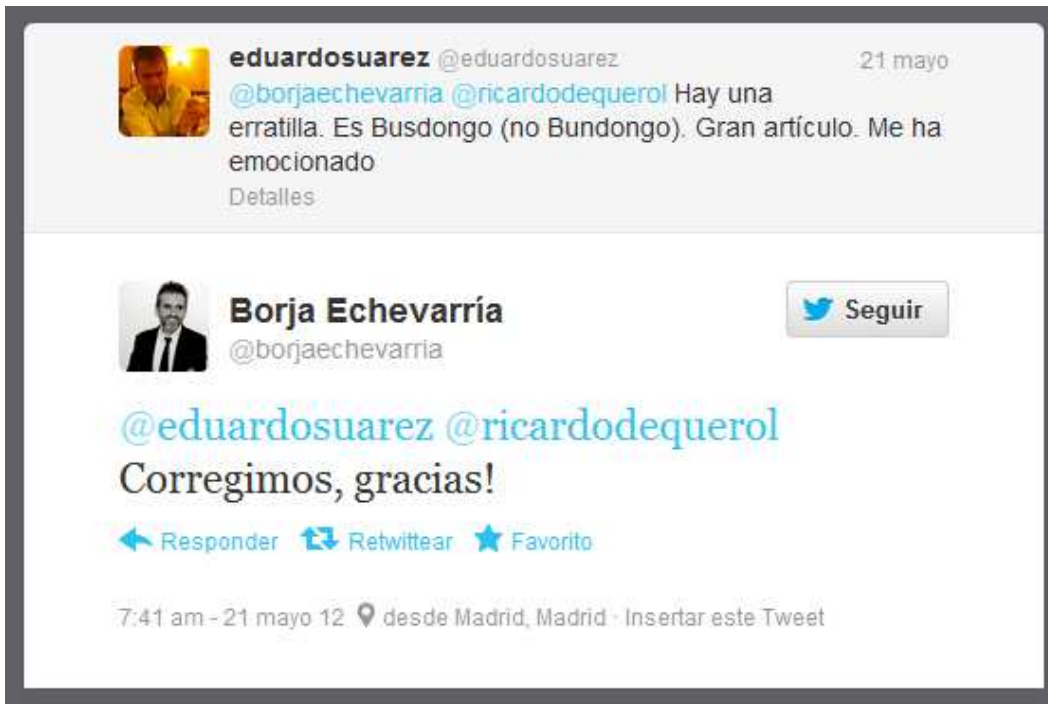 eduardosuarez @eduardosuarez 21 mayo
@borjaechevarria @ricardodequerol Hay una
erratilla. Es Busdongo (no Bundongo). Gran artículo. Me ha
emocionado
Detalles
Borja Echevarría
@borjaechevarria
Seguir
@eduardosuarez @ricardodequerol
Corregimos, gracias!
Responder Retwittear Favorito
7:41 am - 21 mayo 12 desde Madrid, Madrid · Insertar este Tweet